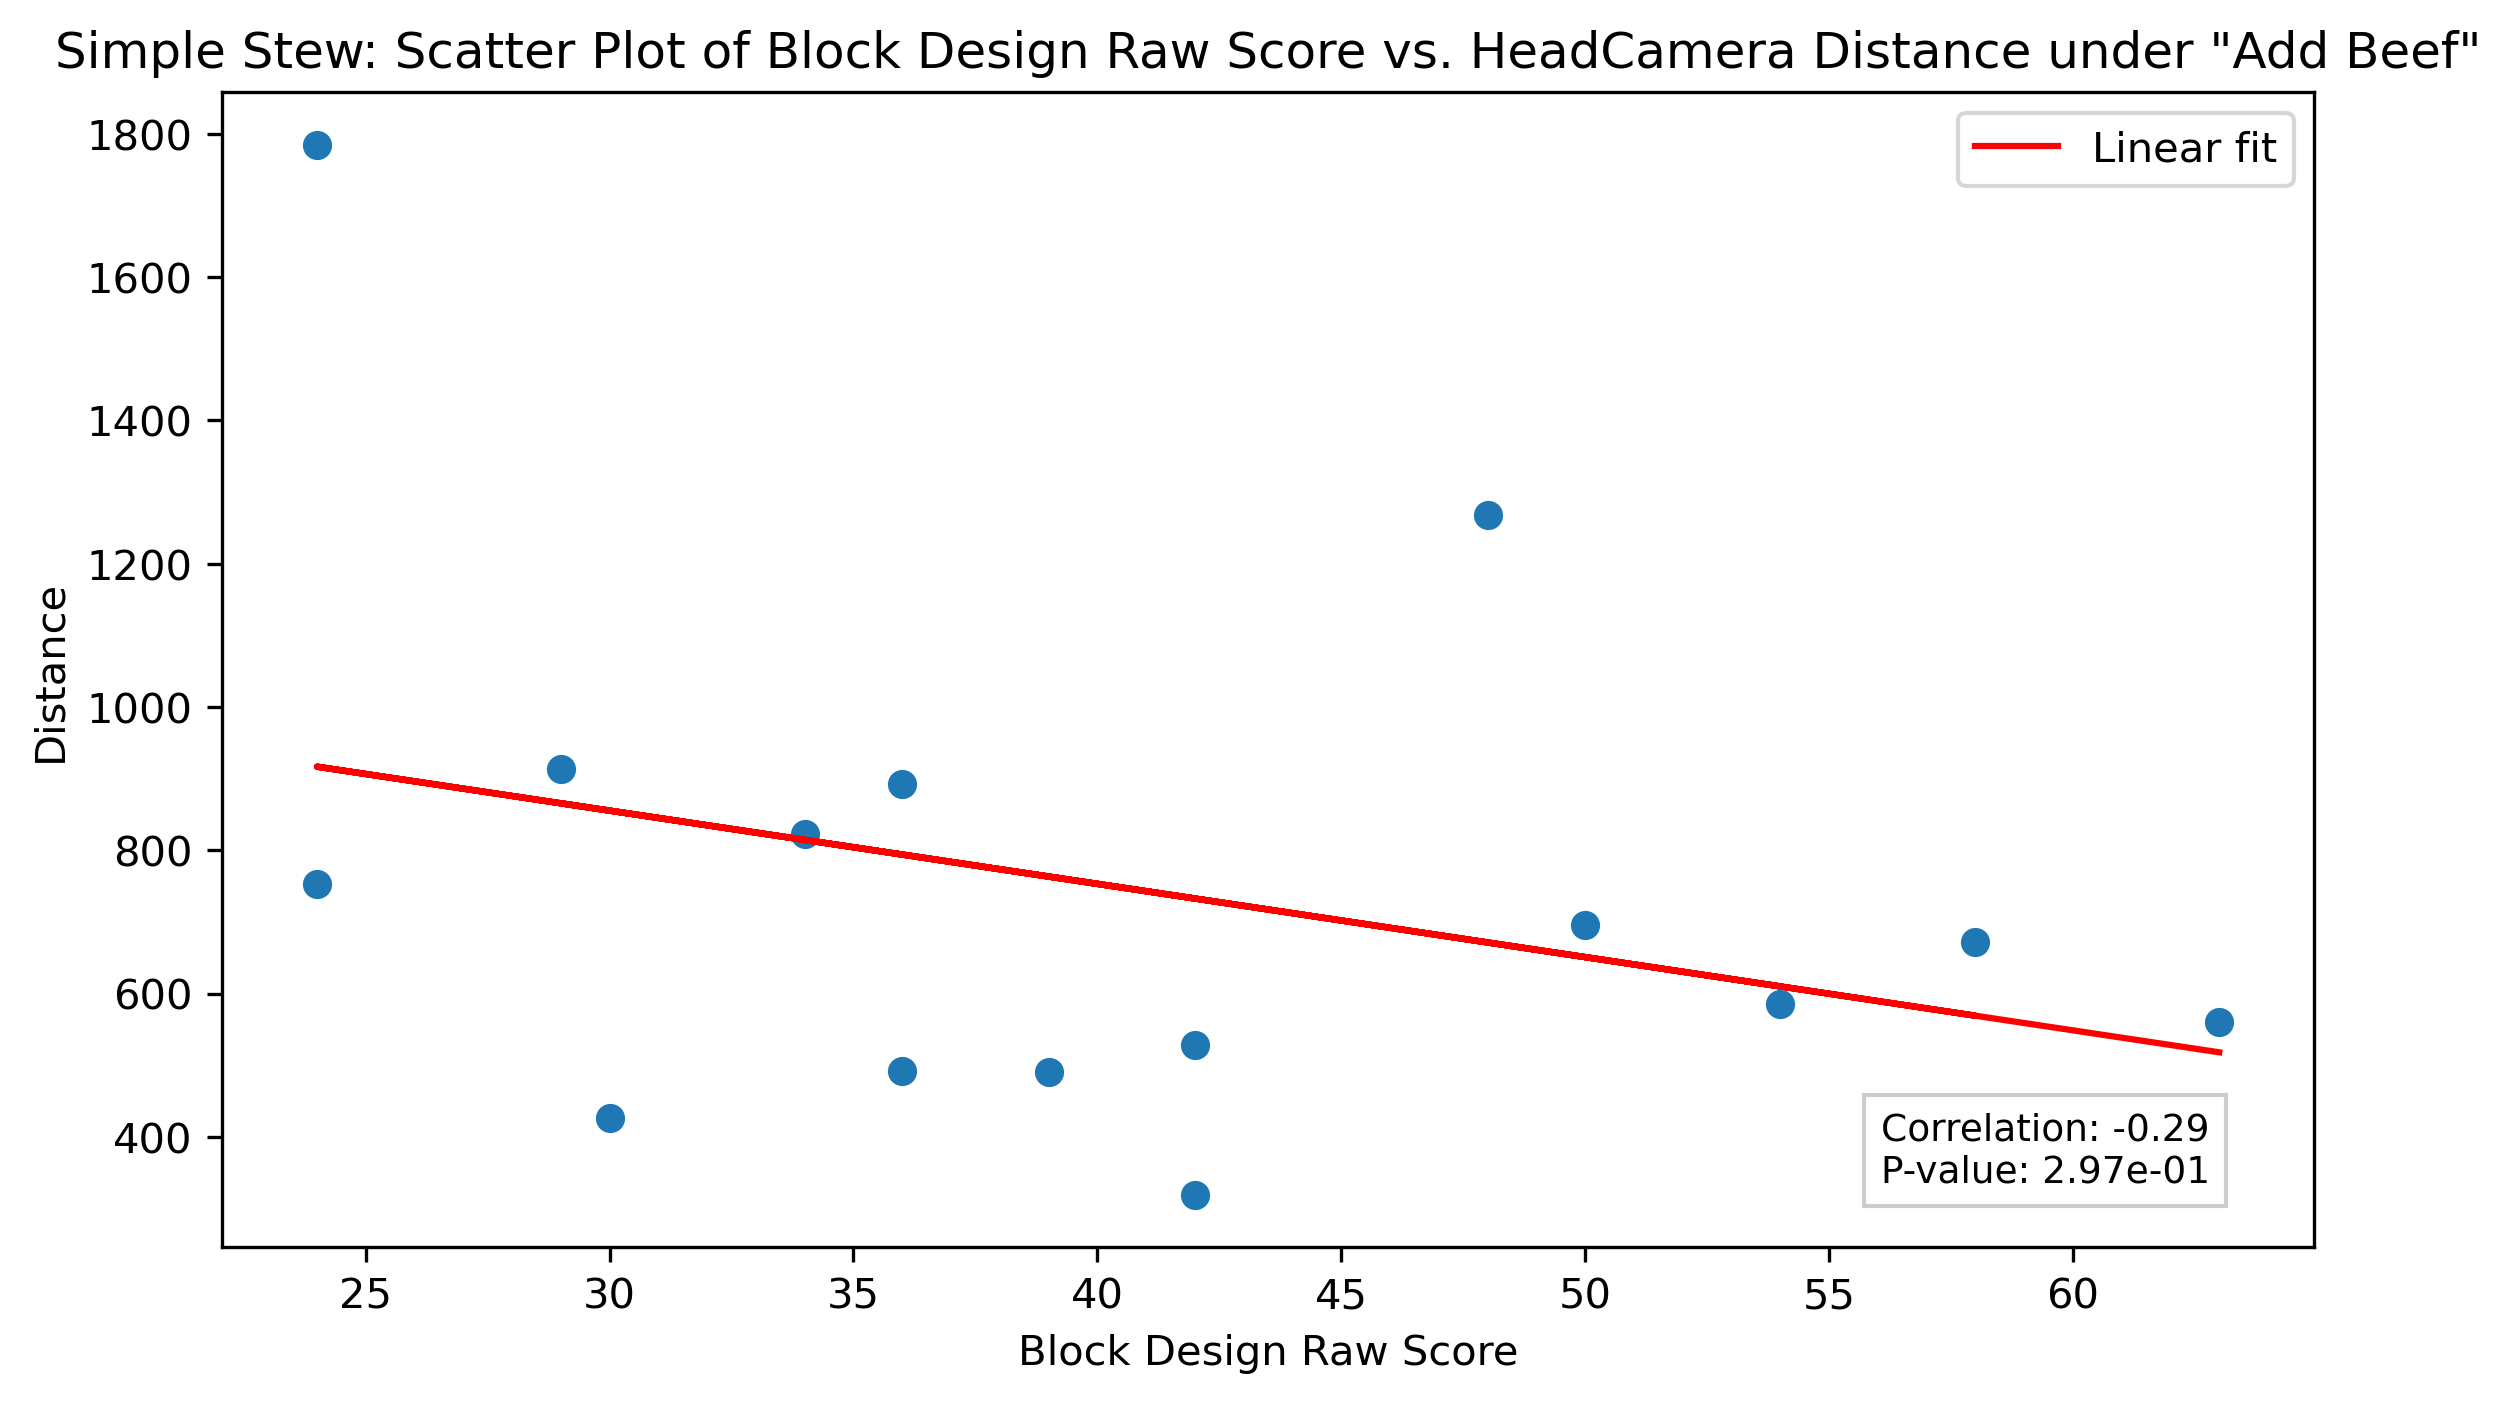 Simple Stew: Scatter Plot of Block Design Raw Score vs. HeadCamera Distance under "Add Beef"
Linear fit
1800
1600
1400
1200
1000
800
600
400
Distance
Correlation: -0.29
P-value: 2.97e-01
25 30 35 40 45 50 55 60
Block Design Raw Score